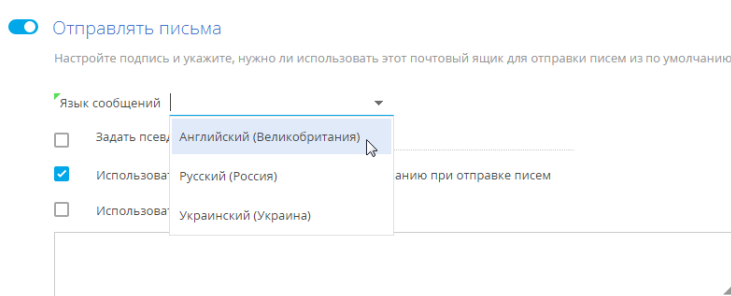 Отправлять письма
Настройте подпись и укажите, нужно ли использовать этот почтовый ящик для отправки писем из по умолчанию
Язык сообщений
Задать псевд
Английский (Великобритания)
Использоват
Русский (Россия)
анию при отправке писем
Использоват
Украинский (Украина)